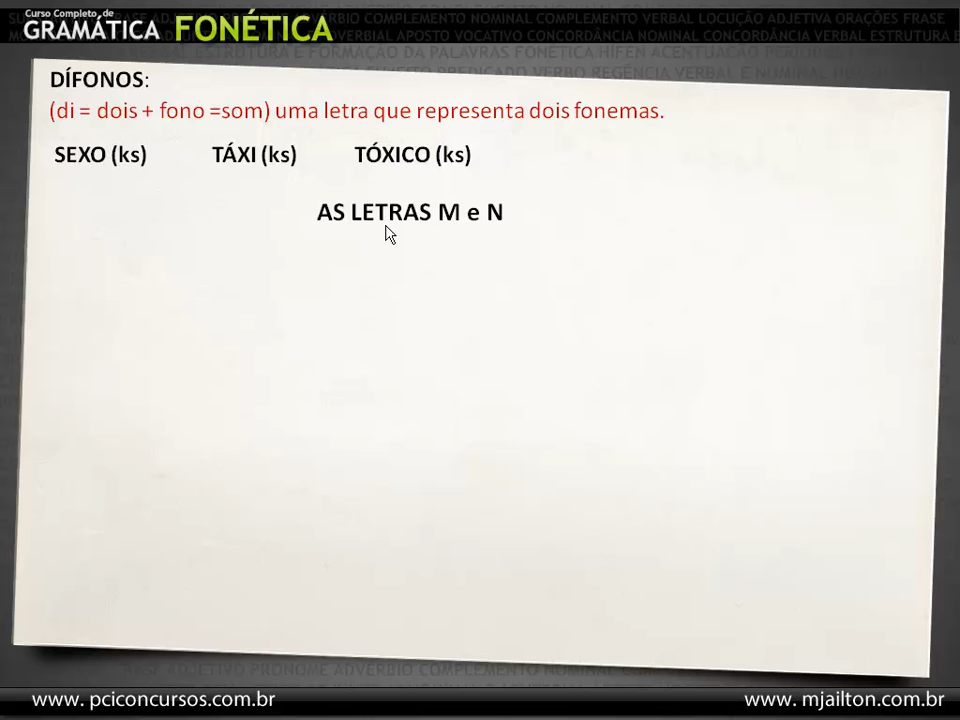 Curso Completo de
GRAMÁTICA FONÉTICA
DÍFONOS:
(di = dois + fono =som) uma letra que representa dois fonemas.
SEXO (ks) TÁXI (ks) TÓXICO (ks)
AS LETRAS M e N
www. pciconcursos.com.br www. mjailton.com.br